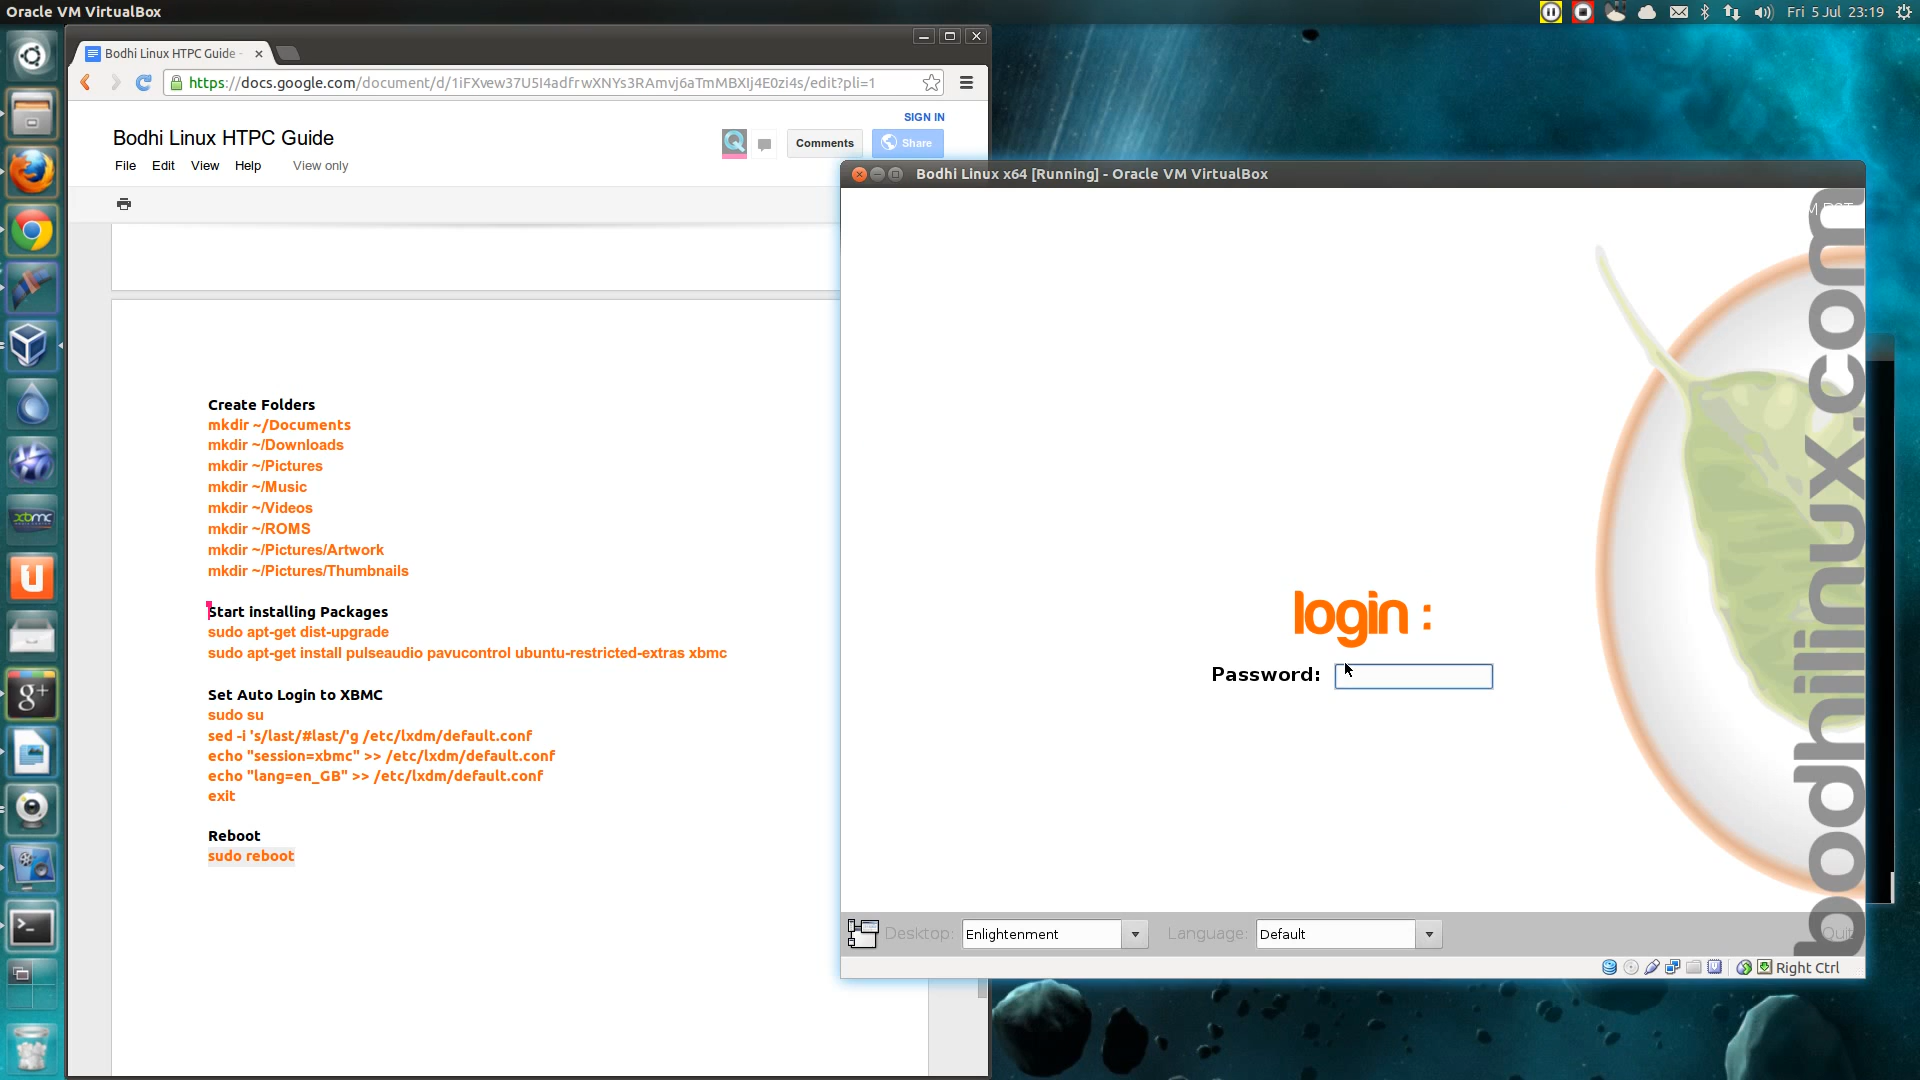 Oracle VM VirtualBox
Fri 5 Jul 23:19
Bodhi Linux HTPC Guide -
https://docs.google.com/document/d/1iFXvew37U5I4adfrwXNYs3RAmvj6aTmMBXIj4E0zi4s/edit?pli=1
SIGN IN
Bodhi Linux HTPC Guide
Comments
Share
File Edit View Help View only
Create Folders
mkdir ~/Documents
mkdir ~/Downloads
mkdir ~/Pictures
mkdir ~/Music
mkdir ~/Videos
mkdir ~/ROMS
mkdir ~/Pictures/Artwork
mkdir ~/Pictures/Thumbnails
Start installing Packages
sudo apt-get dist-upgrade
sudo apt-get install pulseaudio pavucontrol ubuntu-restricted-extras xbmc
Set Auto Login to XBMC
sudo su
sed -i 's/last/#last/'g /etc/lxdm/default.conf
echo "session=xbmc" >> /etc/lxdm/default.conf
echo "lang=en_GB" >> /etc/lxdm/default.conf
exit
Reboot
sudo reboot
Bodhi Linux x64 [Running] - Oracle VM VirtualBox
login :
Password:
bodhilinux.com
Desktop: Enlightenment Language: Default Quit
Right Ctrl
xbmc
g+